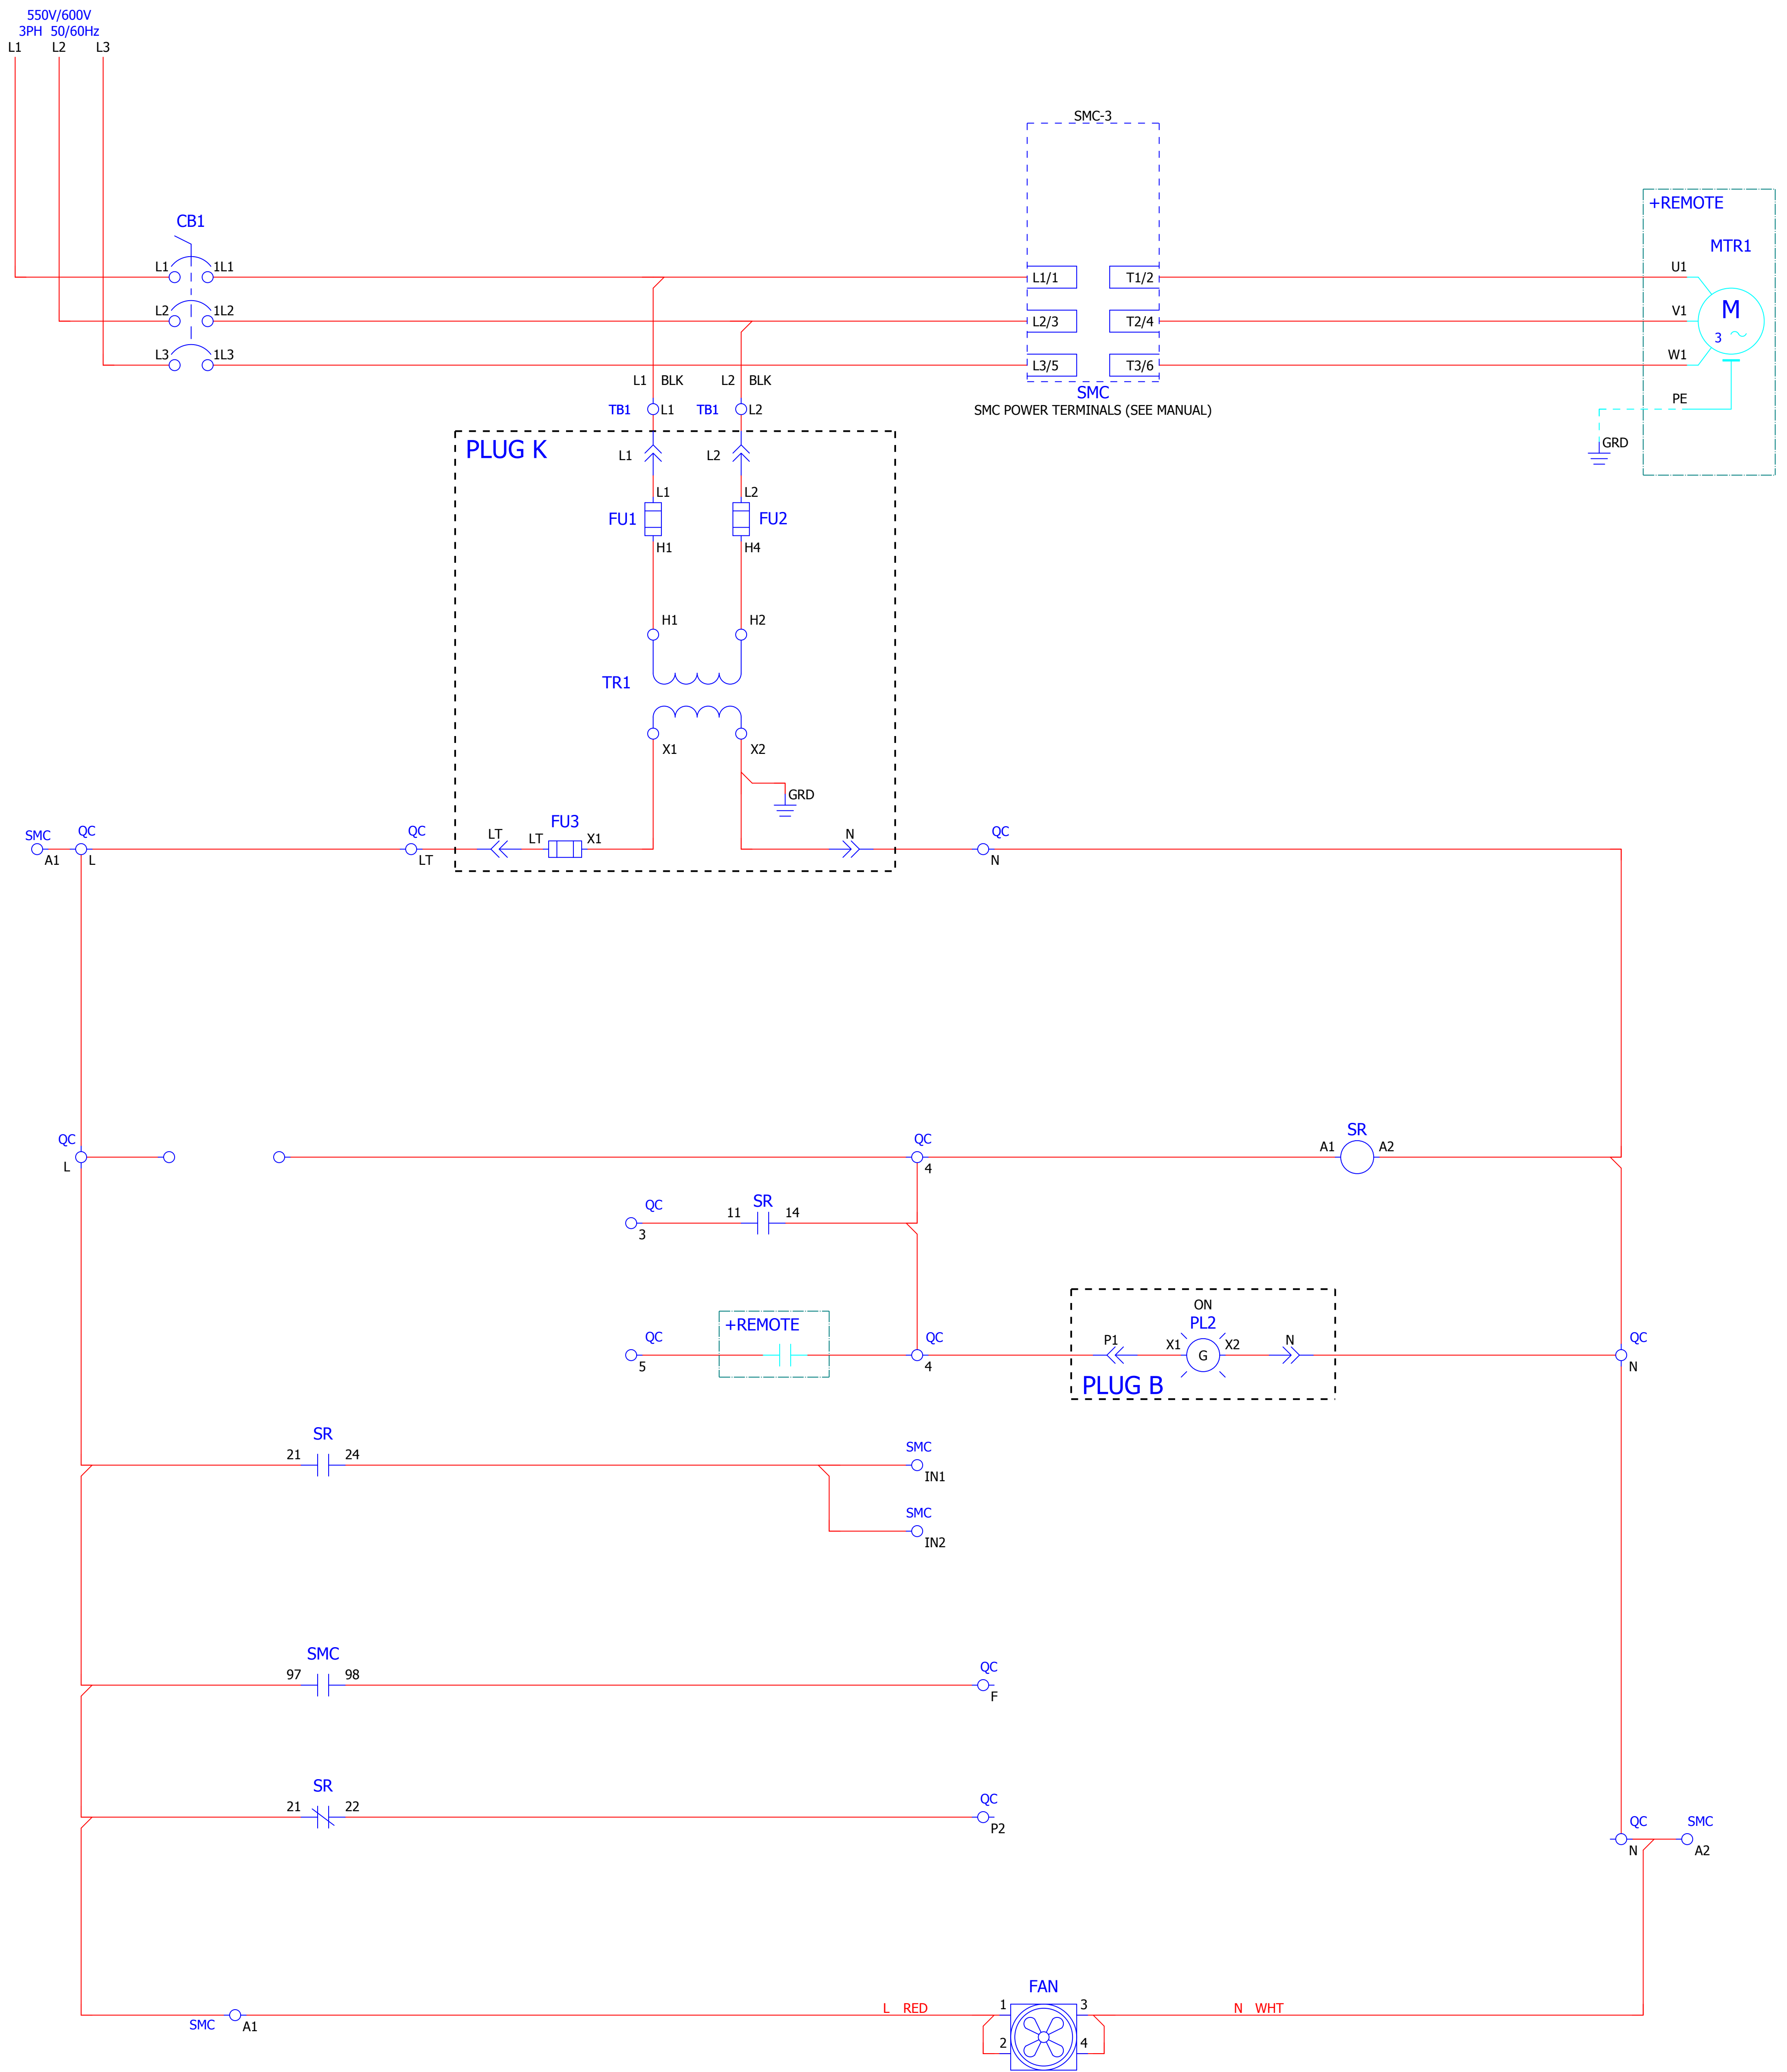 550V/600V
3PH 50/60Hz
L1 L2 L3
SMC-3
+REMOTE
MTR1
CB1
L1 1L1 L1/1 T1/2 U1
L2 1L2 L2/3 T2/4 V1 M
3
L3 1L3 L3/5 T3/6 W1
L1 BLK L2 BLK
SMC
SMC POWER TERMINALS (SEE MANUAL)
PE
TB1 L1 TB1 L2
GRD
PLUG K
L1 L2
L1 L2
FU1 FU2
H1 H4
H1 H2
TR1
X1 X2
GRD
SMC QC QC FU3 QC
A1 L LT LT LT X1 N N
QC QC SR
L 4 A1 A2
QC SR
3 11 14
ON
+REMOTE PL2
QC QC P1 X1 G X2 N QC
5 4 N
PLUG B
SR SMC
21 24 IN1
SMC
IN2
SMC QC
97 98 F
SR QC
21 22 P2
QC SMC
N A2
FAN
L RED 1 3 N WHT
SMC A1
2 4